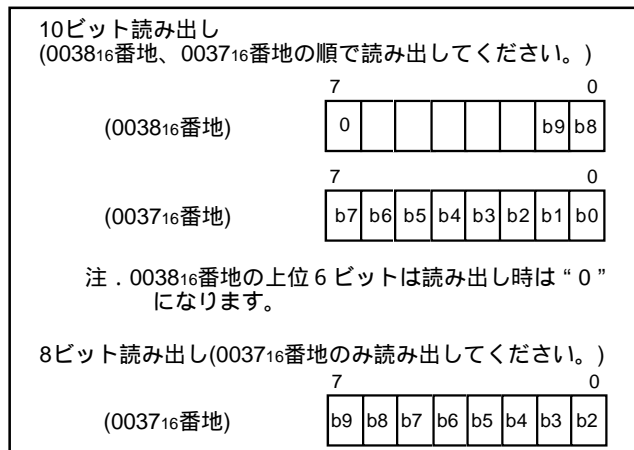 10ビット読み出し
(003816番地、003716番地の順で読み出してください。)
7 0
(003816番地) 0 b9 b8
7 0
(003716番地) b7 b6 b5 b4 b3 b2 b1 b0
注．003816番地の上位６ビットは読み出し時は“０”
になります。
8ビット読み出し(003716番地のみ読み出してください。)
7 0
(003716番地) b9 b8 b7 b6 b5 b4 b3 b2